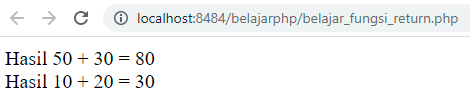 localhost:8484/belajarphp/belajar_fungsi_return.php
Hasil 50 + 30 = 80
Hasil 10 + 20 = 30